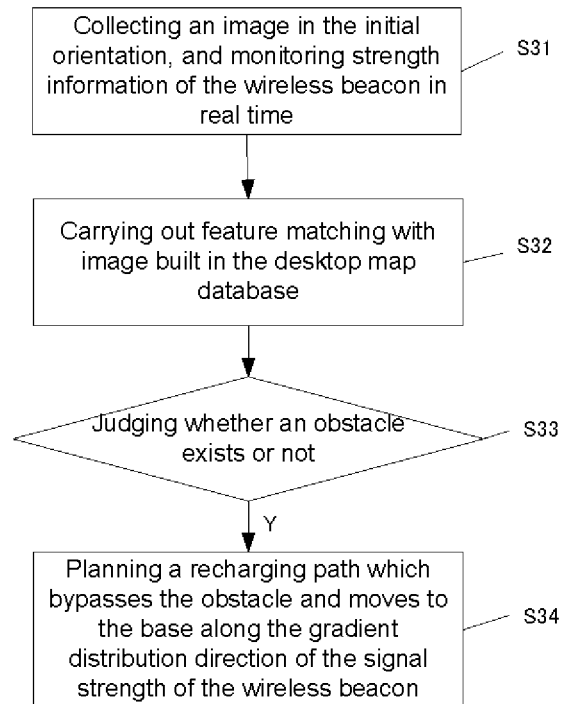 Collecting an image in the initial
orientation, and monitoring strength
information of the wireless beacon in
real time
S31
Carrying out feature matching with
image built in the desktop map
database
S32
Judging whether an obstacle
exists or not
S33
Y
Planning a recharging path which
bypasses the obstacle and moves to
the base along the gradient
distribution direction of the signal
strength of the wireless beacon
S34